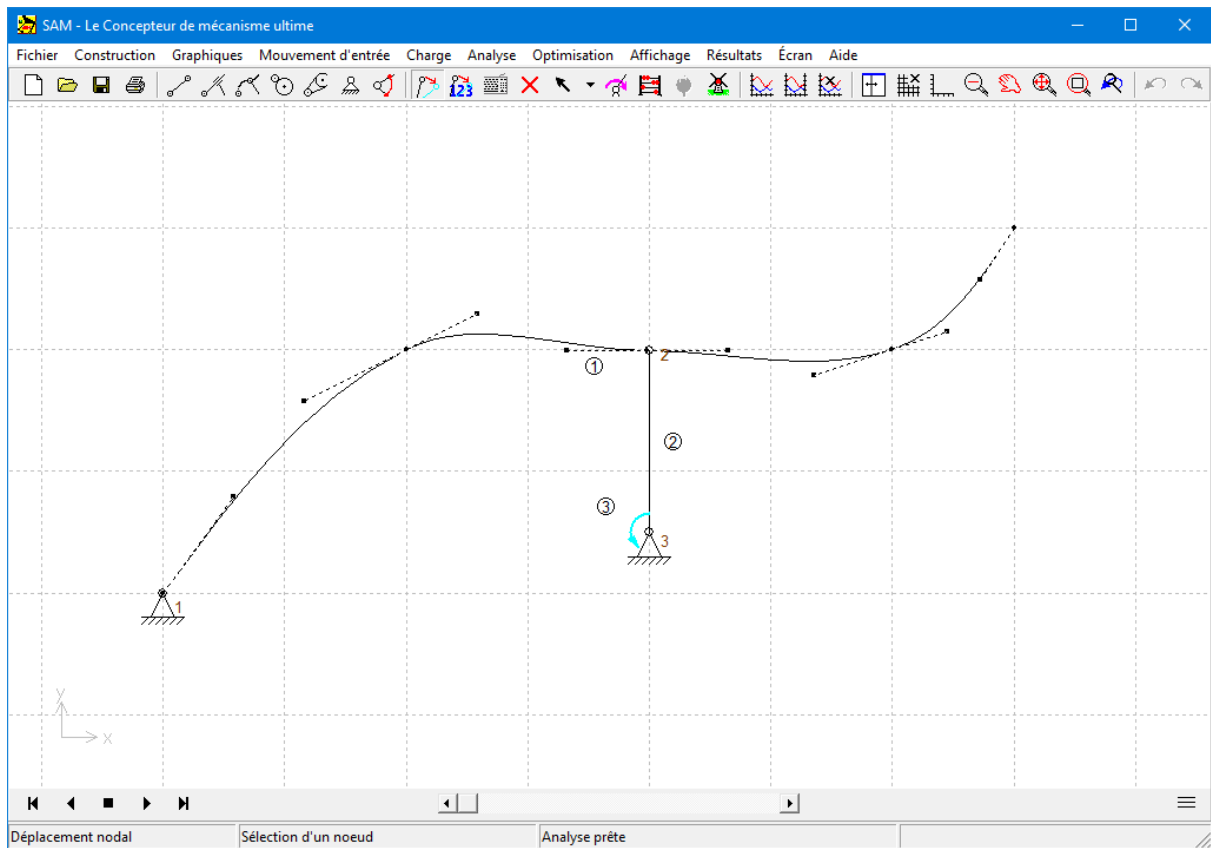 SAM - Le Concepteur de mécanisme ultime
Fichier Construction Graphiques Mouvement d'entrée Charge Analyse Optimisation Affichage Résultats Écran Aide
123
2
①
②
③
3
1
y
x
Déplacement nodal Sélection d'un noeud Analyse prête